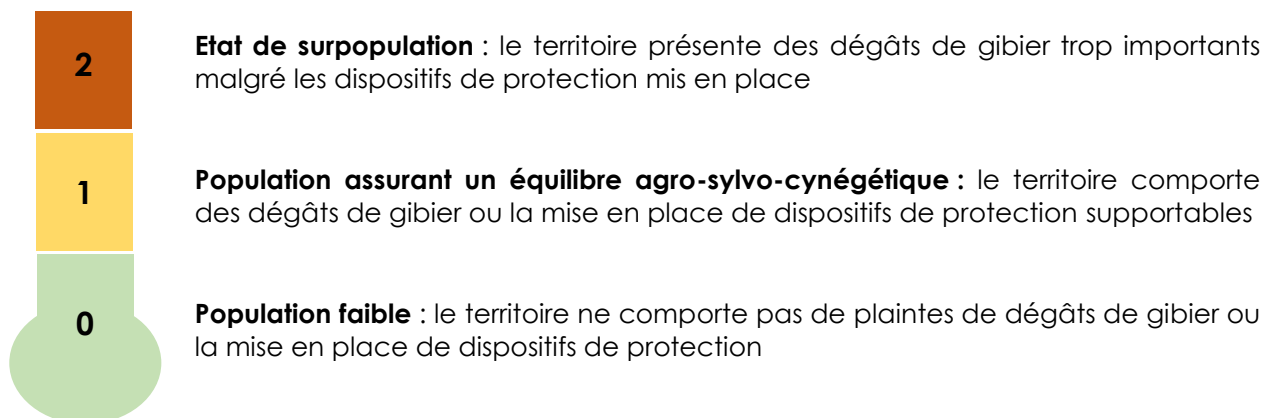 2
Etat de surpopulation : le territoire présente des dégâts de gibier trop importants
malgré les dispositifs de protection mis en place
1
Population assurant un équilibre agro-sylvo-cynégétique : le territoire comporte
des dégâts de gibier ou la mise en place de dispositifs de protection supportables
0
Population faible : le territoire ne comporte pas de plaintes de dégâts de gibier ou
la mise en place de dispositifs de protection